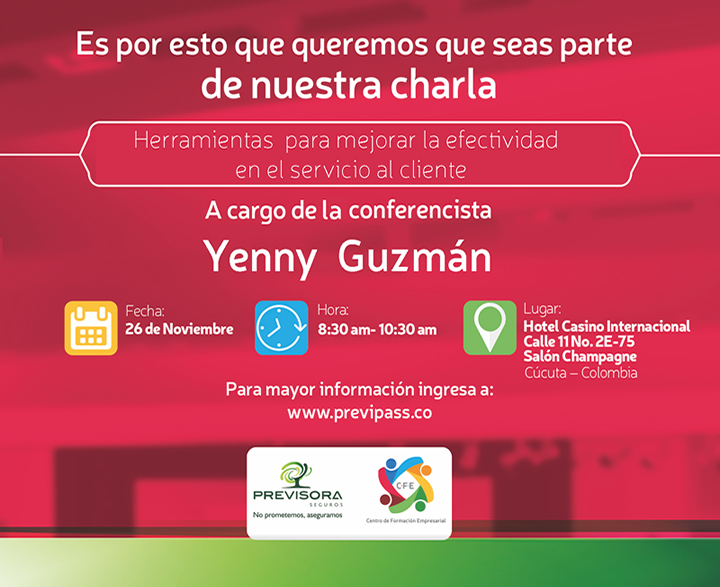 Es por esto que queremos que seas parte
de nuestra charla
Herramientas para mejorar la efectividad
en el servicio al cliente
A cargo de la conferencista
Yenny Guzmán
Fecha:
26 de Noviembre
Hora:
8:30 am- 10:30 am
Lugar:
Hotel Casino Internacional
Calle 11 No. 2E-75
Salón Champagne
Cúcuta – Colombia
Para mayor información ingresa a:
www.previpass.co
PREVISORA
SEGUROS
No prometemos, aseguramos
CFE
Centro de Formación Empresarial